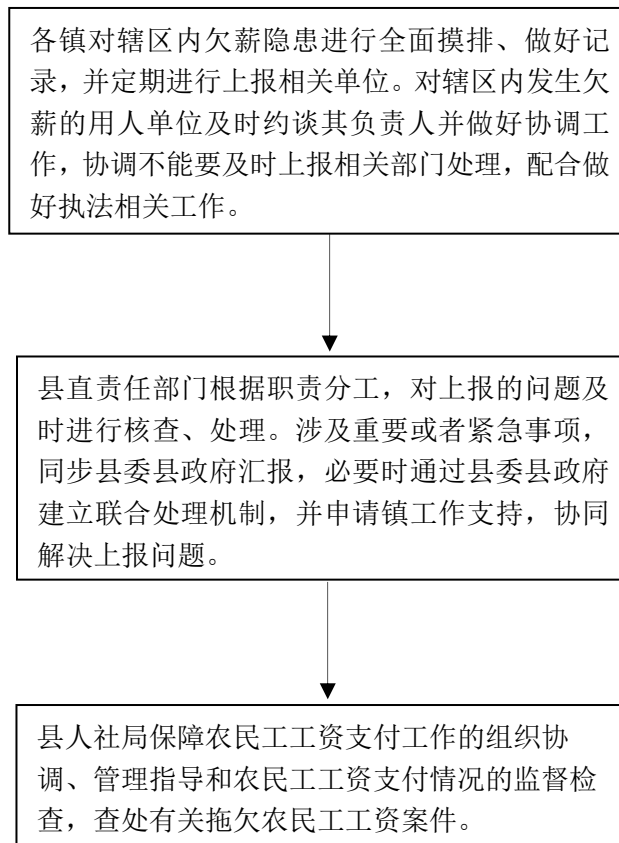 各镇对辖区内欠薪隐患进行全面摸排、做好记
录，并定期进行上报相关单位。对辖区内发生欠
薪的用人单位及时约谈其负责人并做好协调工
作，协调不能要及时上报相关部门处理，配合做
好执法相关工作。
县直责任部门根据职责分工，对上报的问题及
时进行核查、处理。涉及重要或者紧急事项，
同步县委县政府汇报，必要时通过县委县政府
建立联合处理机制，并申请镇工作支持，协同
解决上报问题。
县人社局保障农民工工资支付工作的组织协
调、管理指导和农民工工资支付情况的监督检
查，查处有关拖欠农民工工资案件。